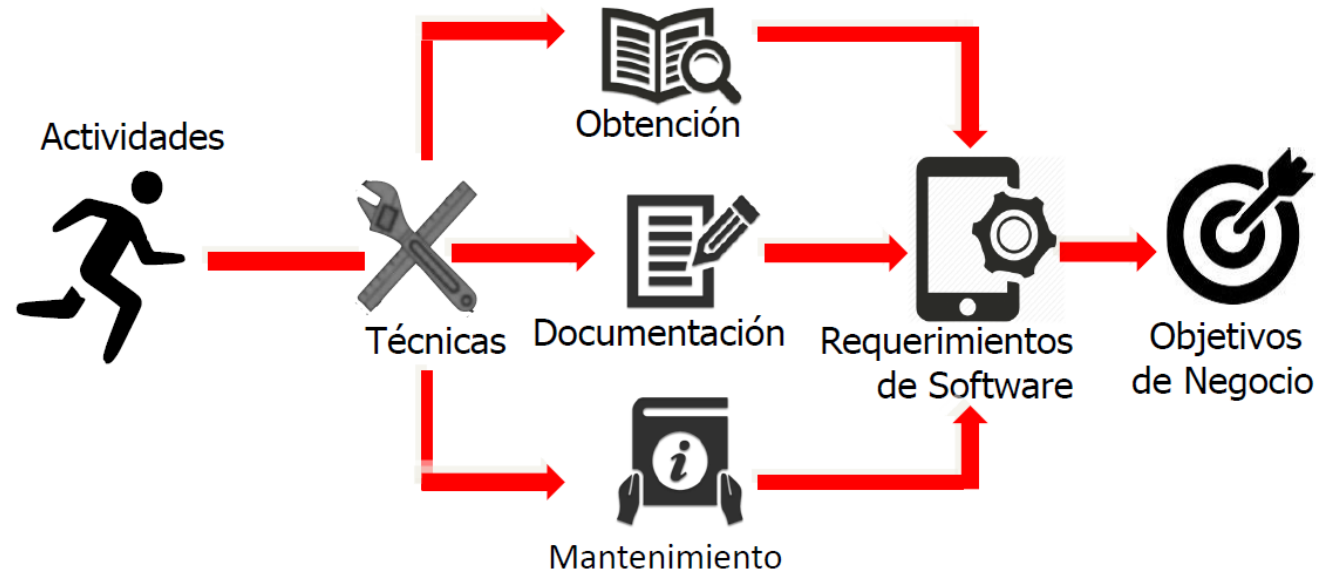 Obtención
Actividades
Técnicas
Documentación
Requerimientos
de Software
Objetivos
de Negocio
Mantenimiento